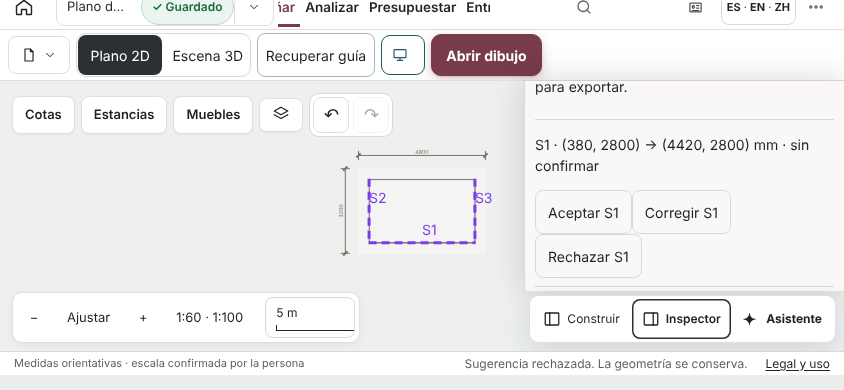 Plano d...
✓ Guardado
ar Analizar Presupuestar Entr
ES · EN · ZH
Plano 2D
Escena 3D
Recuperar guía
Abrir dibujo
Cotas
Estancias
Muebles
para exportar.
S1 · (380, 2800) → (4420, 2800) mm · sin
confirmar
Aceptar S1
Corregir S1
Rechazar S1
4800
3200
S2
S3
S1
− Ajustar + 1:60 · 1:100
5 m
Construir
Inspector
Asistente
Medidas orientativas · escala confirmada por la persona
Sugerencia rechazada. La geometría se conserva.
Legal y uso